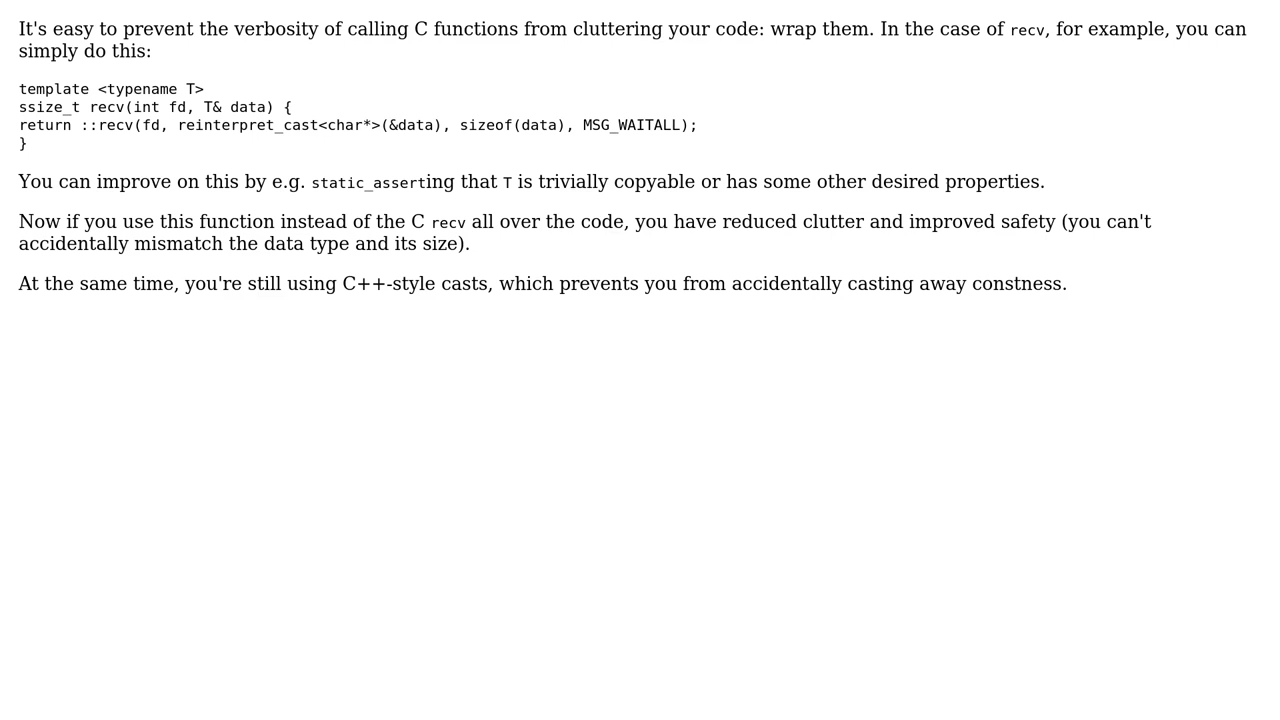 It's easy to prevent the verbosity of calling C functions from cluttering your code: wrap them. In the case of recv, for example, you can
simply do this:
template <typename T>
ssize_t recv(int fd, T& data) {
return ::recv(fd, reinterpret_cast<char*>(&data), sizeof(data), MSG_WAITALL);
}
You can improve on this by e.g. static_asserting that T is trivially copyable or has some other desired properties.
Now if you use this function instead of the C recv all over the code, you have reduced clutter and improved safety (you can't
accidentally mismatch the data type and its size).
At the same time, you're still using C++-style casts, which prevents you from accidentally casting away constness.